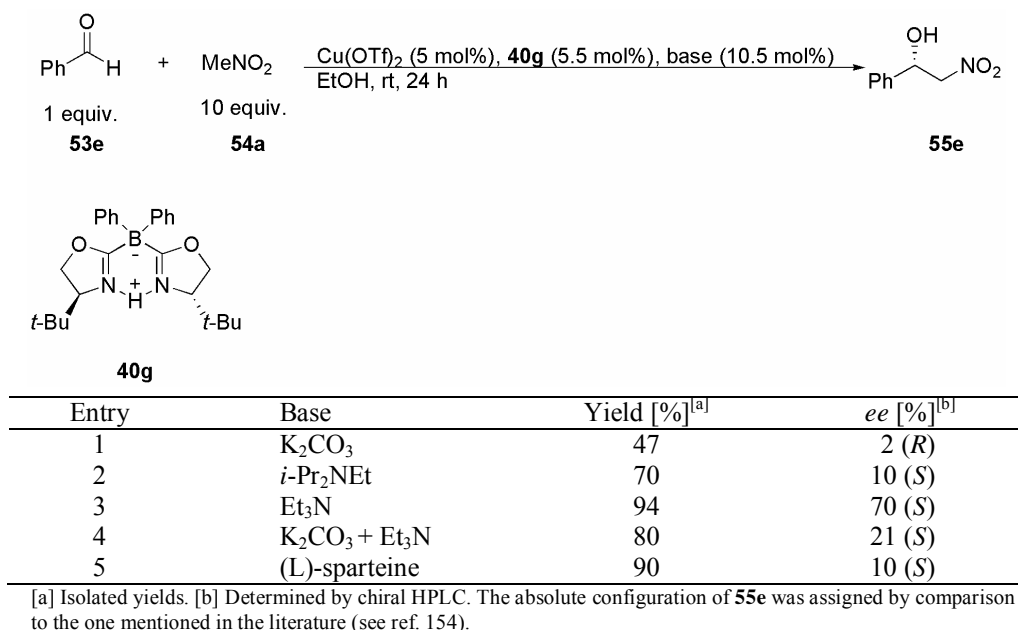 O
Ph H + MeNO2 Cu(OTf)2 (5 mol%), 40g (5.5 mol%), base (10.5 mol%) OH
EtOH, rt, 24 h Ph NO2
1 equiv. 10 equiv.
53e 54a 55e
Ph Ph
O B O
-
N + N
H
t-Bu t-Bu
40g
Entry Base Yield [%][a] ee [%][b]
1 K2CO3 47 2 (R)
2 i-Pr2NEt 70 10 (S)
3 Et3N 94 70 (S)
4 K2CO3 + Et3N 80 21 (S)
5 (L)-sparteine 90 10 (S)
[a] Isolated yields. [b] Determined by chiral HPLC. The absolute configuration of 55e was assigned by comparison
to the one mentioned in the literature (see ref. 154).